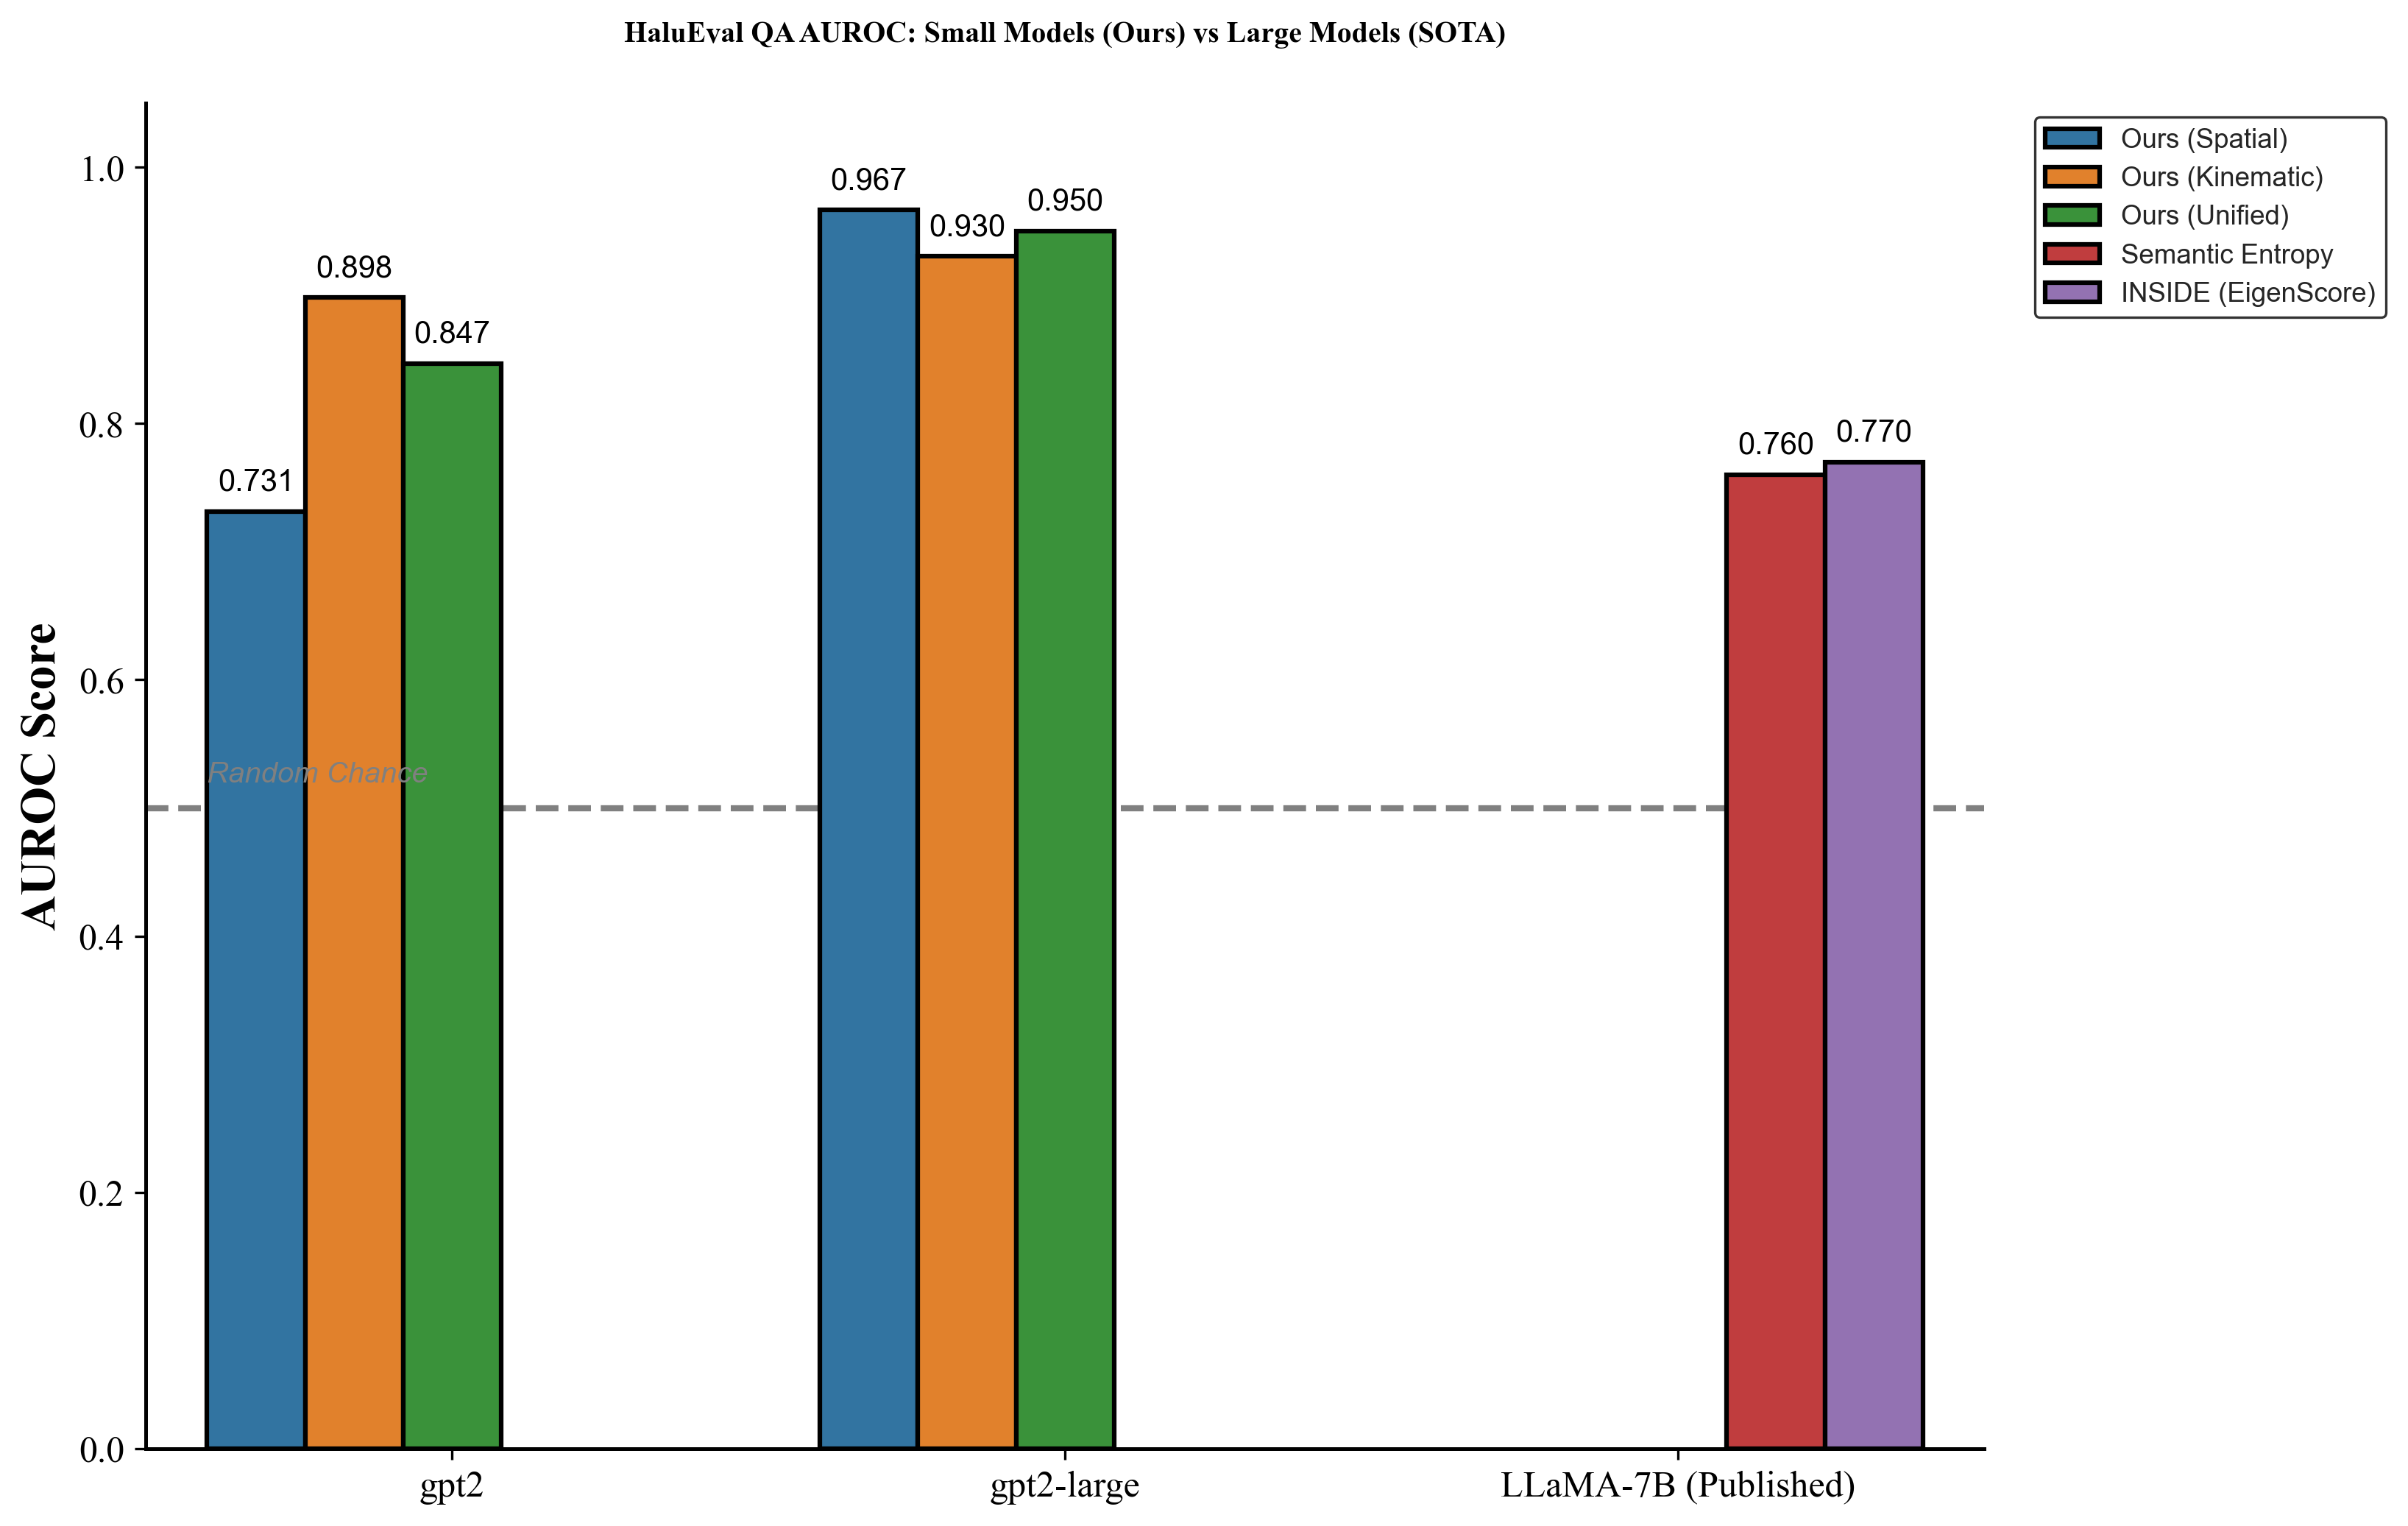 HaluEval QA AUROC: Small Models (Ours) vs Large Models (SOTA)
Ours (Spatial)
Ours (Kinematic)
Ours (Unified)
Semantic Entropy
INSIDE (EigenScore)
AUROC Score
1.0
0.8
0.6
0.4
0.2
0.0
0.731
0.898
0.847
0.967
0.930
0.950
0.760
0.770
Random Chance
gpt2
gpt2-large
LLaMA-7B (Published)